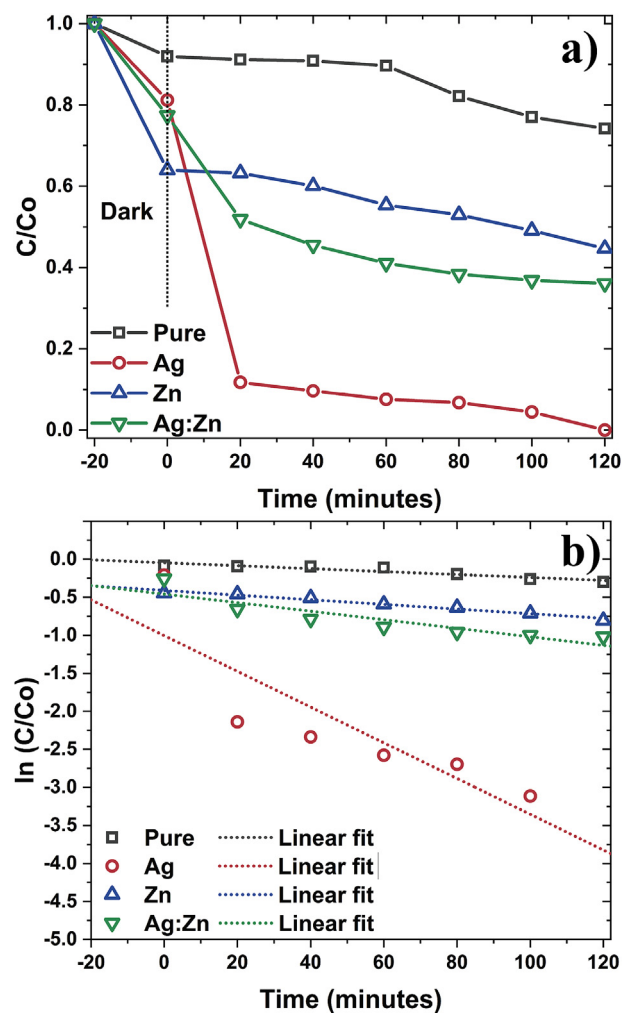 a)
1.0
0.8
0.6
0.4
0.2
0.0
C/Co
Dark
Pure
Ag
Zn
Ag:Zn
-20 0 20 40 60 80 100 120
Time (minutes)
b)
0.0
-0.5
-1.0
-1.5
-2.0
-2.5
-3.0
-3.5
-4.0
-4.5
-5.0
ln (C/Co)
Pure Linear fit
Ag Linear fit
Zn Linear fit
Ag:Zn Linear fit
-20 0 20 40 60 80 100 120
Time (minutes)